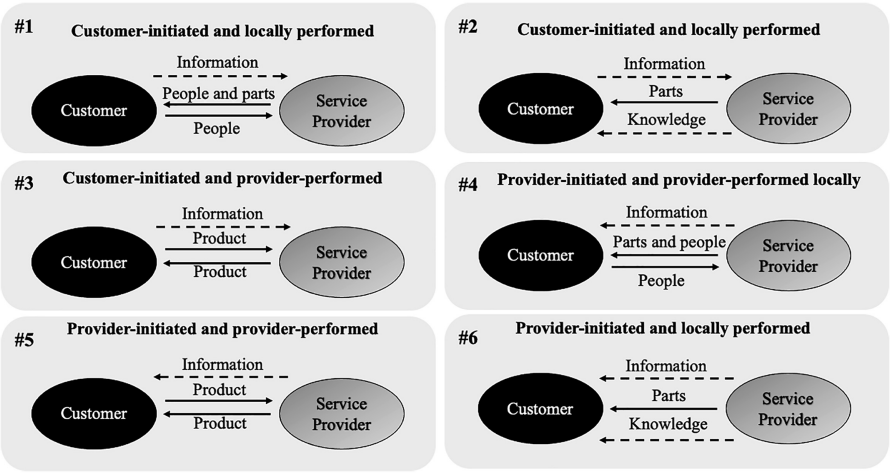 #1
Customer-initiated and locally performed
Information
People and parts
People
Customer
Service
Provider
#2
Customer-initiated and locally performed
Information
Parts
Knowledge
Customer
Service
Provider
#3
Customer-initiated and provider-performed
Information
Product
Product
Customer
Service
Provider
#4
Provider-initiated and provider-performed locally
Information
Parts and people
People
Customer
Service
Provider
#5
Provider-initiated and provider-performed
Information
Product
Product
Customer
Service
Provider
#6
Provider-initiated and locally performed
Information
Parts
Knowledge
Customer
Service
Provider